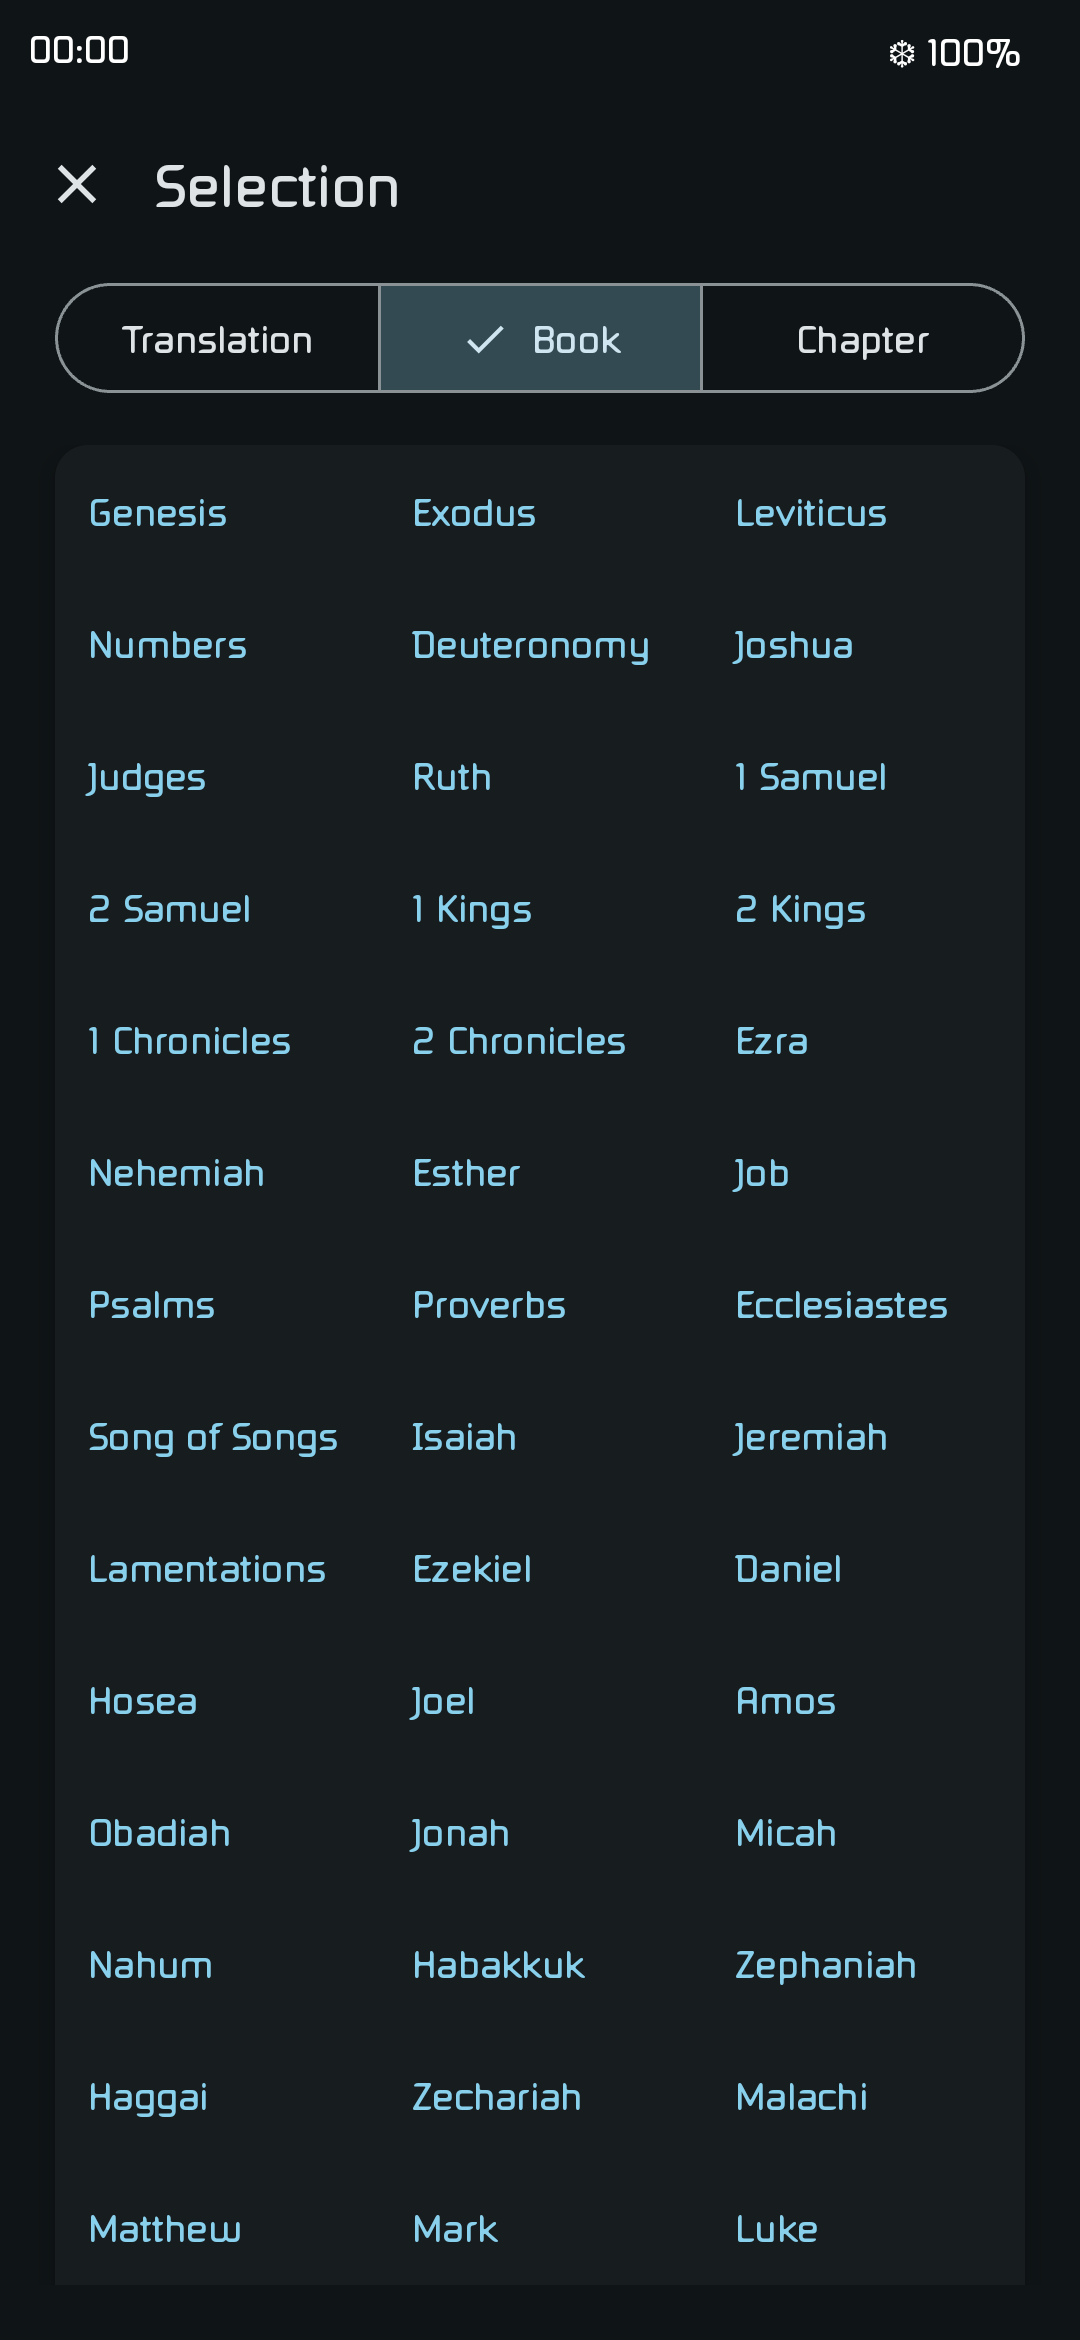 00:00 ❄ 100%
Selection
Translation Book Chapter
Genesis Exodus Leviticus
Numbers Deuteronomy Joshua
Judges Ruth 1 Samuel
2 Samuel 1 Kings 2 Kings
1 Chronicles 2 Chronicles Ezra
Nehemiah Esther Job
Psalms Proverbs Ecclesiastes
Song of Songs Isaiah Jeremiah
Lamentations Ezekiel Daniel
Hosea Joel Amos
Obadiah Jonah Micah
Nahum Habakkuk Zephaniah
Haggai Zechariah Malachi
Matthew Mark Luke